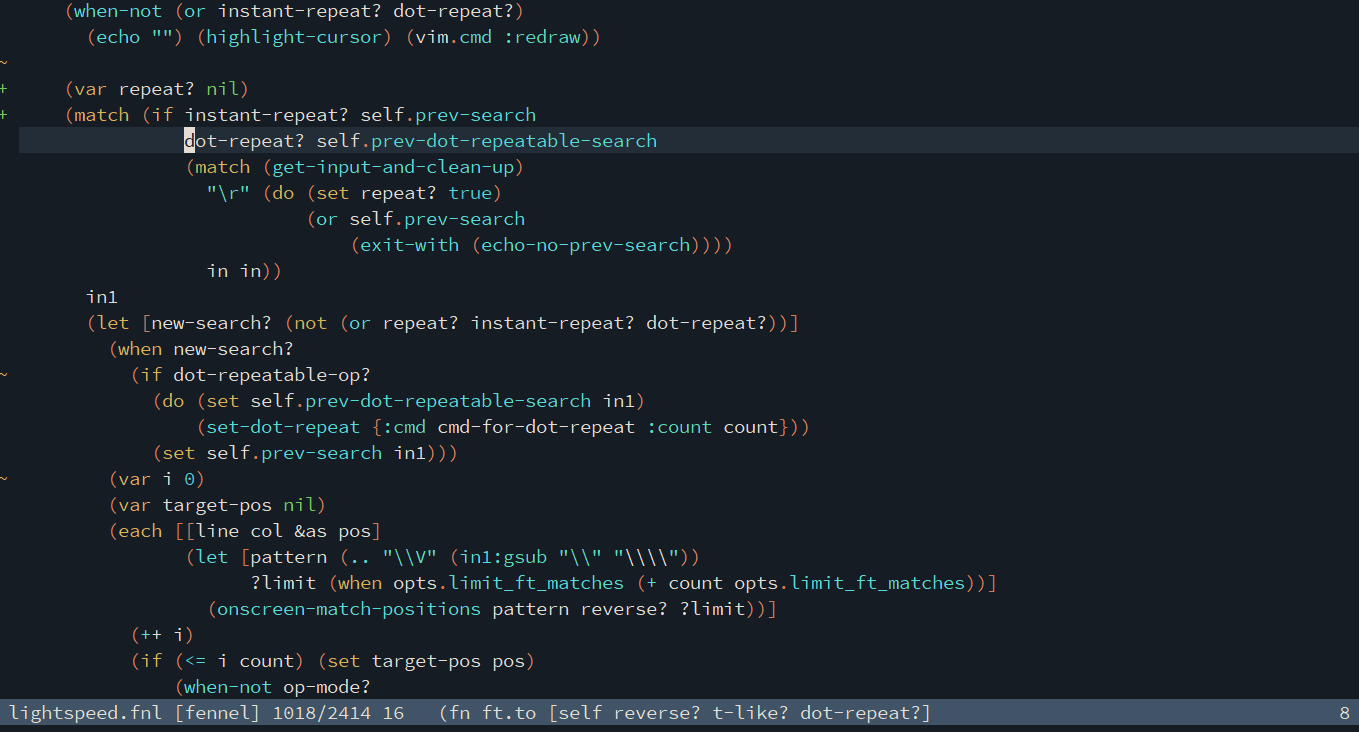 (when-not (or instant-repeat? dot-repeat?)
(echo "") (highlight-cursor) (vim.cmd :redraw))
~
+ (var repeat? nil)
+ (match (if instant-repeat? self.prev-search
dot-repeat? self.prev-dot-repeatable-search
(match (get-input-and-clean-up)
"\r" (do (set repeat? true)
(or self.prev-search
(exit-with (echo-no-prev-search))))
in in))
in1
(let [new-search? (not (or repeat? instant-repeat? dot-repeat?))]
(when new-search?
~ (if dot-repeatable-op?
(do (set self.prev-dot-repeatable-search in1)
(set-dot-repeat {:cmd cmd-for-dot-repeat :count count}))
(set self.prev-search in1)))
~ (var i 0)
(var target-pos nil)
(each [[line col &as pos]
(let [pattern (.. "\\V" (in1:gsub "\\" "\\\\"))
?limit (when opts.limit_ft_matches (+ count opts.limit_ft_matches))]
(onscreen-match-positions pattern reverse? ?limit))]
(++ i)
(if (<= i count) (set target-pos pos)
(when-not op-mode?
lightspeed.fnl [fennel] 1018/2414 16 (fn ft.to [self reverse? t-like? dot-repeat?] 8